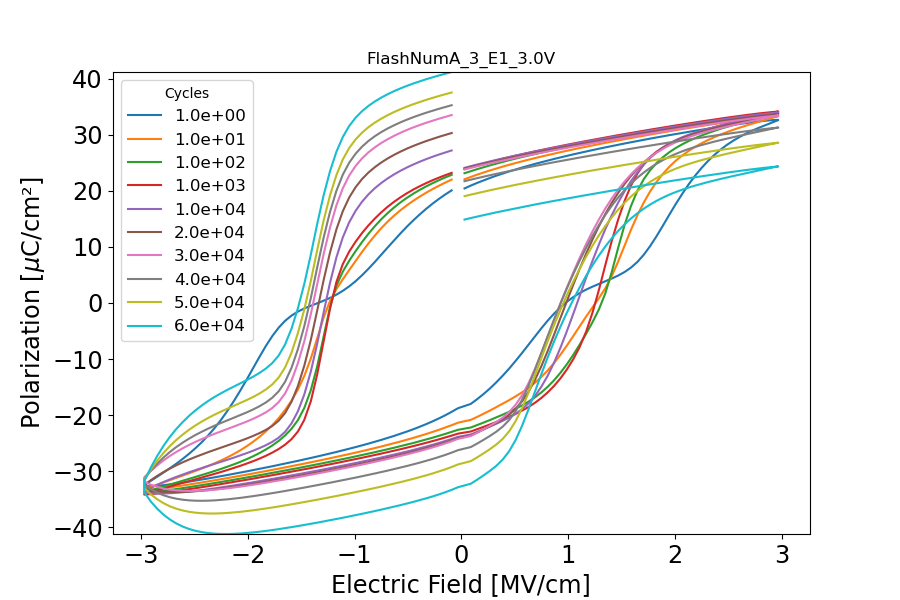 FlashNumA_3_E1_3.0V
Cycles
1.0e+00
1.0e+01
1.0e+02
1.0e+03
1.0e+04
2.0e+04
3.0e+04
4.0e+04
5.0e+04
6.0e+04
Polarization [μC/cm²]
40
30
20
10
0
−10
−20
−30
−40
−3 −2 −1 0 1 2 3
Electric Field [MV/cm]